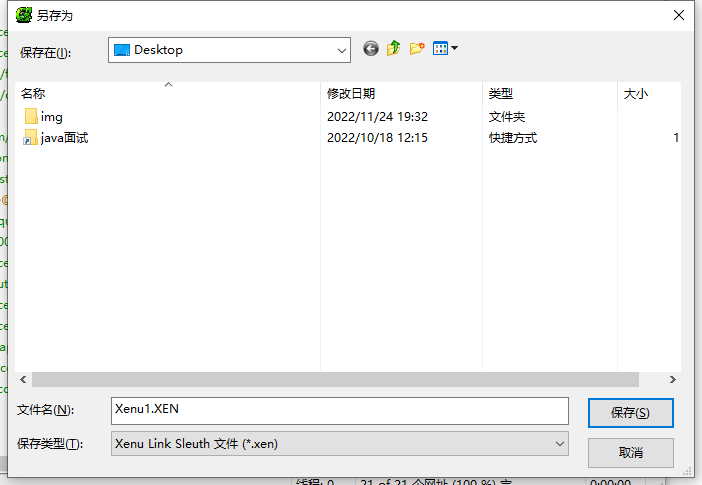 另存为
保存在(I):
Desktop
名称 修改日期 类型 大小
img 2022/11/24 19:32 文件夹
java面试 2022/10/18 12:15 快捷方式 1
文件名(N): Xenu1.XEN 保存(S)
保存类型(T): Xenu Link Sleuth 文件 (*.xen) 取消
线程: 0 21 of 21 个网址 (100 %) 完 0:00:00